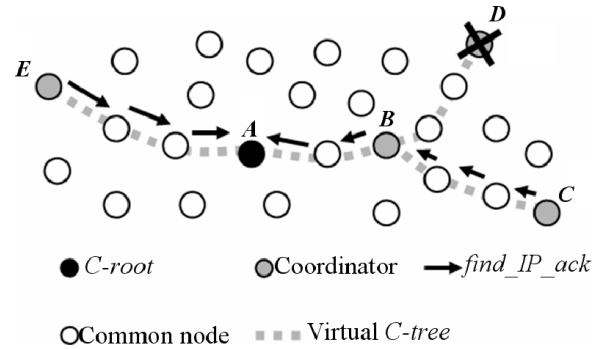 D
E
A
B
C
C-root
Coordinator
find_IP_ack
Common node
Virtual C-tree